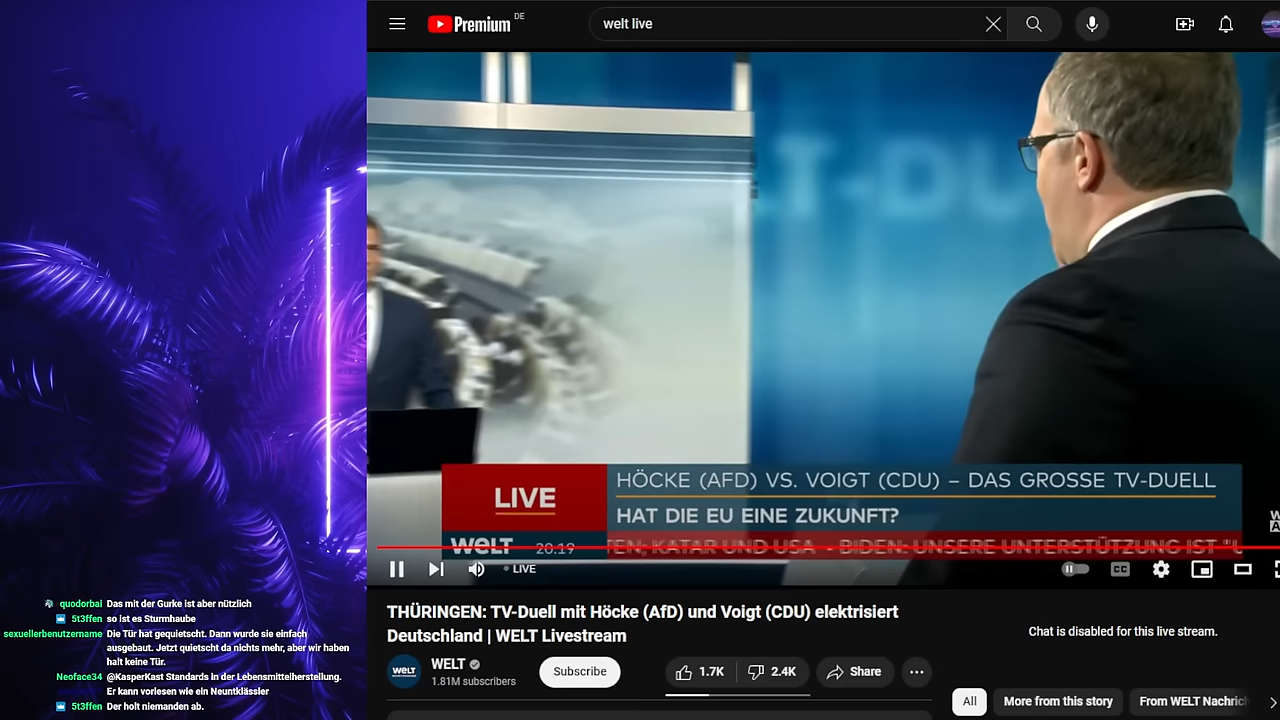 Premium DE
welt live
LT-DU
HÖCKE (AFD) VS. VOIGT (CDU) – DAS GROSSE TV-DUELL
LIVE
HAT DIE EU EINE ZUKUNFT?
WELT 20:19 TEN; KATAR UND USA - BIDEN: UNSERE UNTERSTÜTZUNG IST "U
LIVE
CC
THÜRINGEN: TV-Duell mit Höcke (AfD) und Voigt (CDU) elektrisiert
Deutschland | WELT Livestream
Chat is disabled for this live stream.
WELT
WELT
1.81M subscribers
Subscribe
1.7K
2.4K
Share
All
More from this story
From WELT Nachric
quodorbai Das mit der Gurke ist aber nützlich
5t3ffen so ist es Sturmhaube
sexuellerbenutzername Die Tür hat gequietscht. Dann wurde sie einfach
ausgebaut. Jetzt quietscht da nichts mehr, aber wir haben
halt keine Tür.
Neoface34 @KasperKast Standards in der Lebensmittelherstellung.
Er kann vorlesen wie ein Neuntklässler
5t3ffen Der holt niemanden ab.